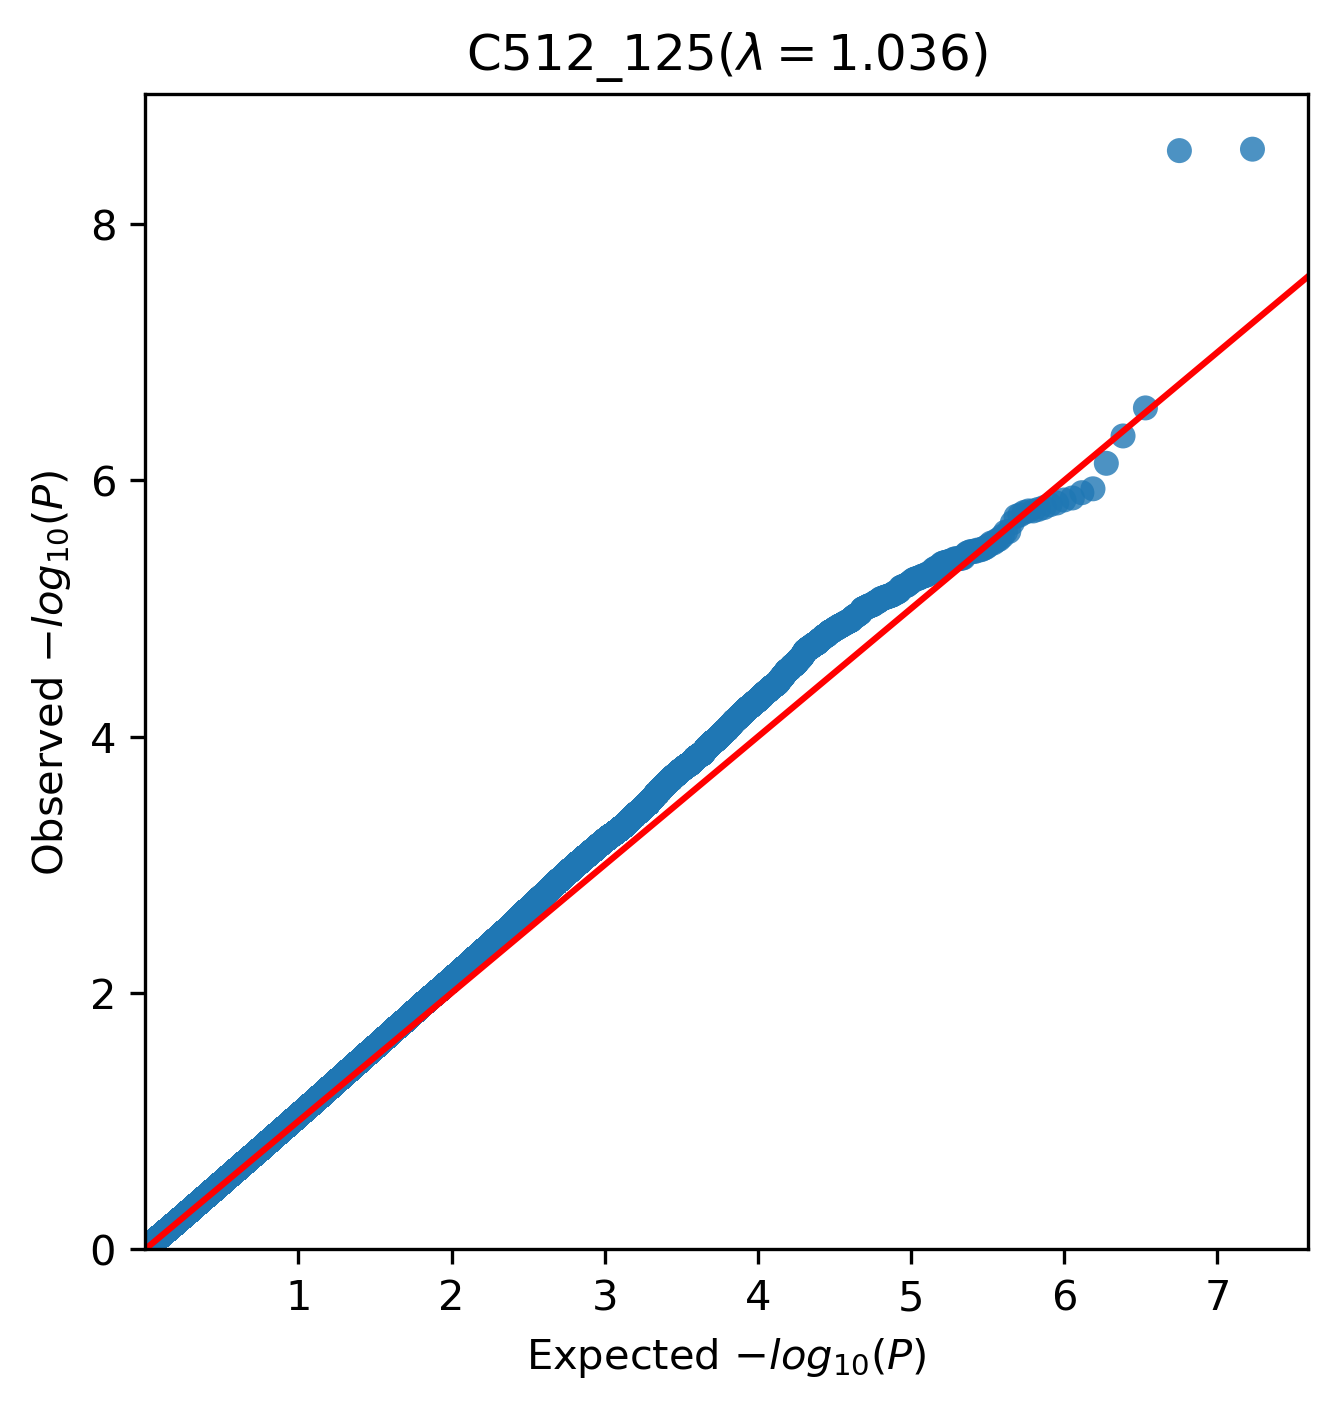 C512_125(λ = 1.036)
Observed −log₁₀(P)
8
6
4
2
0
1 2 3 4 5 6 7
Expected −log₁₀(P)